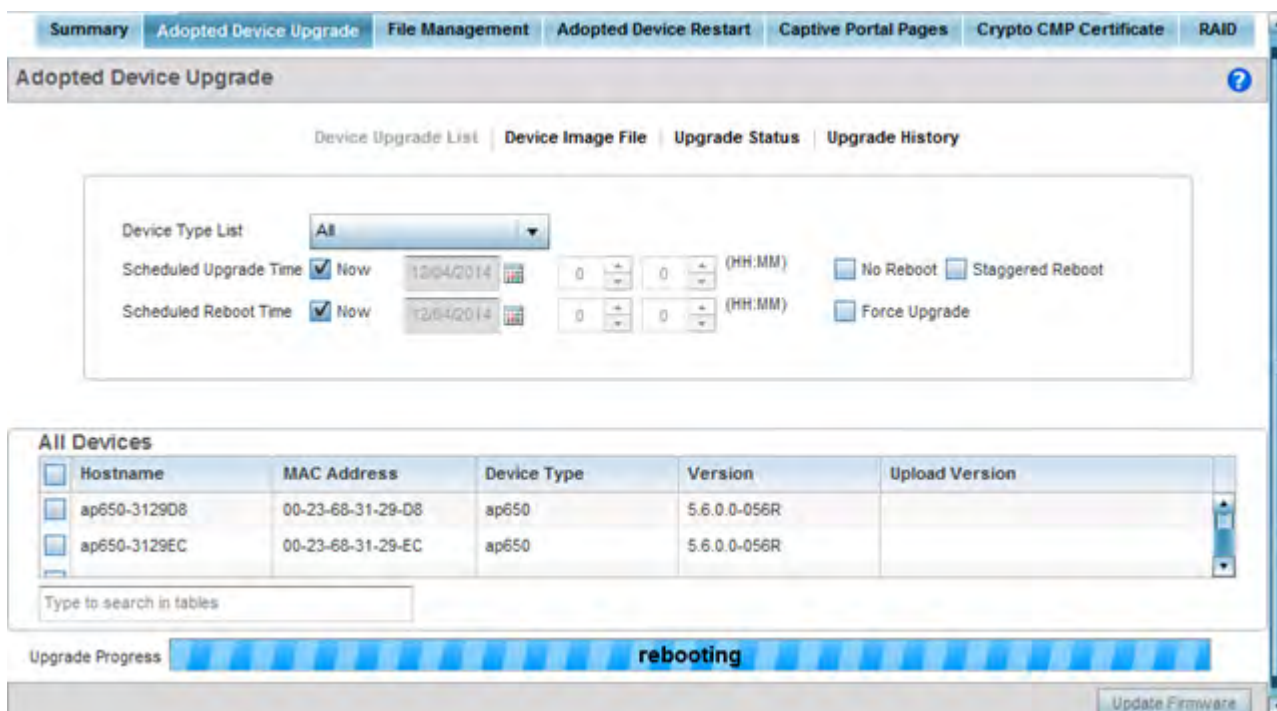 Summary Adopted Device Upgrade File Management Adopted Device Restart Captive Portal Pages Crypto CMP Certificate RAID
Adopted Device Upgrade ?
Device Upgrade List | Device Image File | Upgrade Status | Upgrade History
Device Type List All
Scheduled Upgrade Time Now 12/04/2014 0 0 (HH:MM) No Reboot Staggered Reboot
Scheduled Reboot Time Now 12/04/2014 0 0 (HH:MM) Force Upgrade
All Devices
Hostname MAC Address Device Type Version Upload Version
ap650-3129D8 00-23-68-31-29-D8 ap650 5.6.0.0-056R
ap650-3129EC 00-23-68-31-29-EC ap650 5.6.0.0-056R
Type to search in tables
Upgrade Progress rebooting
Update Firmware